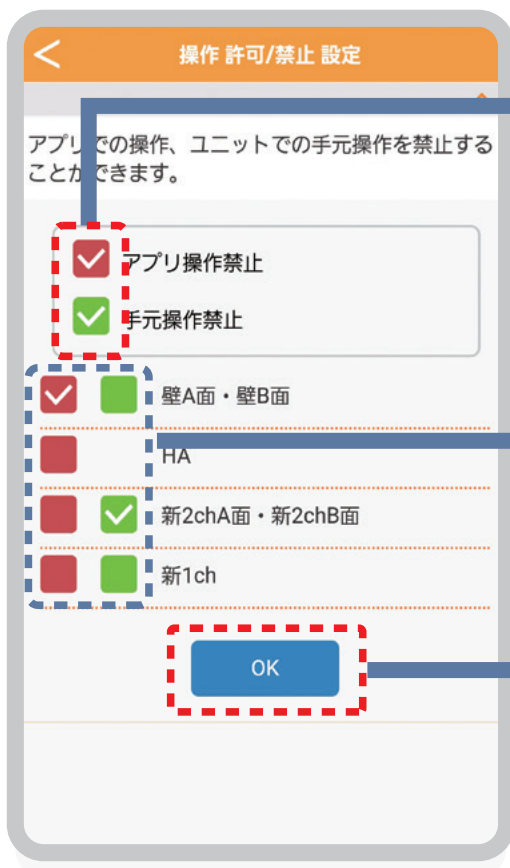 操作 許可/禁止 設定
アプリでの操作、ユニットでの手元操作を禁止する
ことができます。
アプリ操作禁止
手元操作禁止
壁A面・壁B面
HA
新2chA面・新2chB面
新1ch
OK